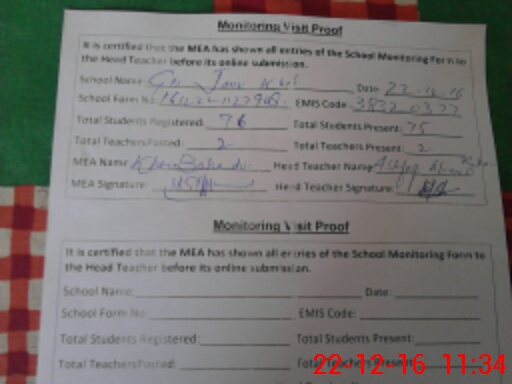 Monitoring Visit Proof
It is certified that the MEA has shown all entries of the School Monitoring Form to
the Head Teacher before its online submission.
School Name: Date 22-12-16
School Form No EMIS Code
Total Students Registered: 76 Total Students Present: 75
Total Teachers Posted: 2 Total Teachers Present: 2
MEA Name Head Teacher Name
MEA Signature: Head Teacher Signature:
Monitoring Visit Proof
It is certified that the MEA has shown all entries of the School Monitoring Form to
the Head Teacher before its online submission.
School Name: Date:
School Form No: EMIS Code:
Total Students Registered: Total Students Present:
Total Teachers Posted: Total Teachers Present:
22-12-16 11:34